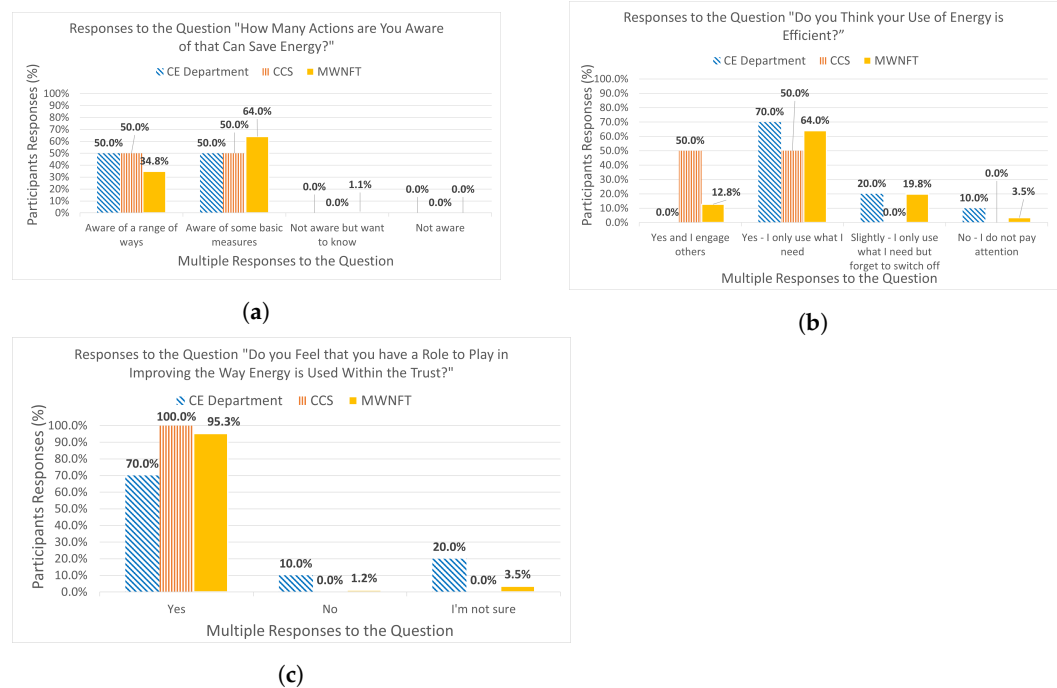 Responses to the Question "How Many Actions are You Aware
of that Can Save Energy?"
CE Department CCS MWNFT
Participants Responses (%)
100%
90%
80%
70%
60%
50%
40%
30%
20%
10%
0%
50.0% 50.0% 34.8%
50.0% 50.0% 64.0%
0.0% 0.0% 1.1%
0.0% 0.0% 0.0%
Aware of a range of
ways
Aware of some basic
measures
Not aware but want
to know
Not aware
Multiple Responses to the Question
(a)
Responses to the Question "Do you Think your Use of Energy is
Efficient?”
CE Department CCS MWNFT
Participants Responses (%)
100.0%
90.0%
80.0%
70.0%
60.0%
50.0%
40.0%
30.0%
20.0%
10.0%
0.0%
0.0% 50.0% 12.8%
70.0% 50.0% 64.0%
20.0% 0.0% 19.8%
10.0% 0.0% 3.5%
Yes and I engage
others
Yes - I only use what I
need
Slightly - I only use
what I need but
forget to switch off
No - I do not pay
attention
Multiple Responses to the Question
(b)
Responses to the Question "Do you Feel that you have a Role to Play in
Improving the Way Energy is Used Within the Trust?"
CE Department CCS MWNFT
Participants Responses (%)
100.0%
90.0%
80.0%
70.0%
60.0%
50.0%
40.0%
30.0%
20.0%
10.0%
0.0%
70.0% 100.0% 95.3%
10.0% 0.0% 1.2%
20.0% 0.0% 3.5%
Yes
No
I'm not sure
Multiple Responses to the Question
(c)